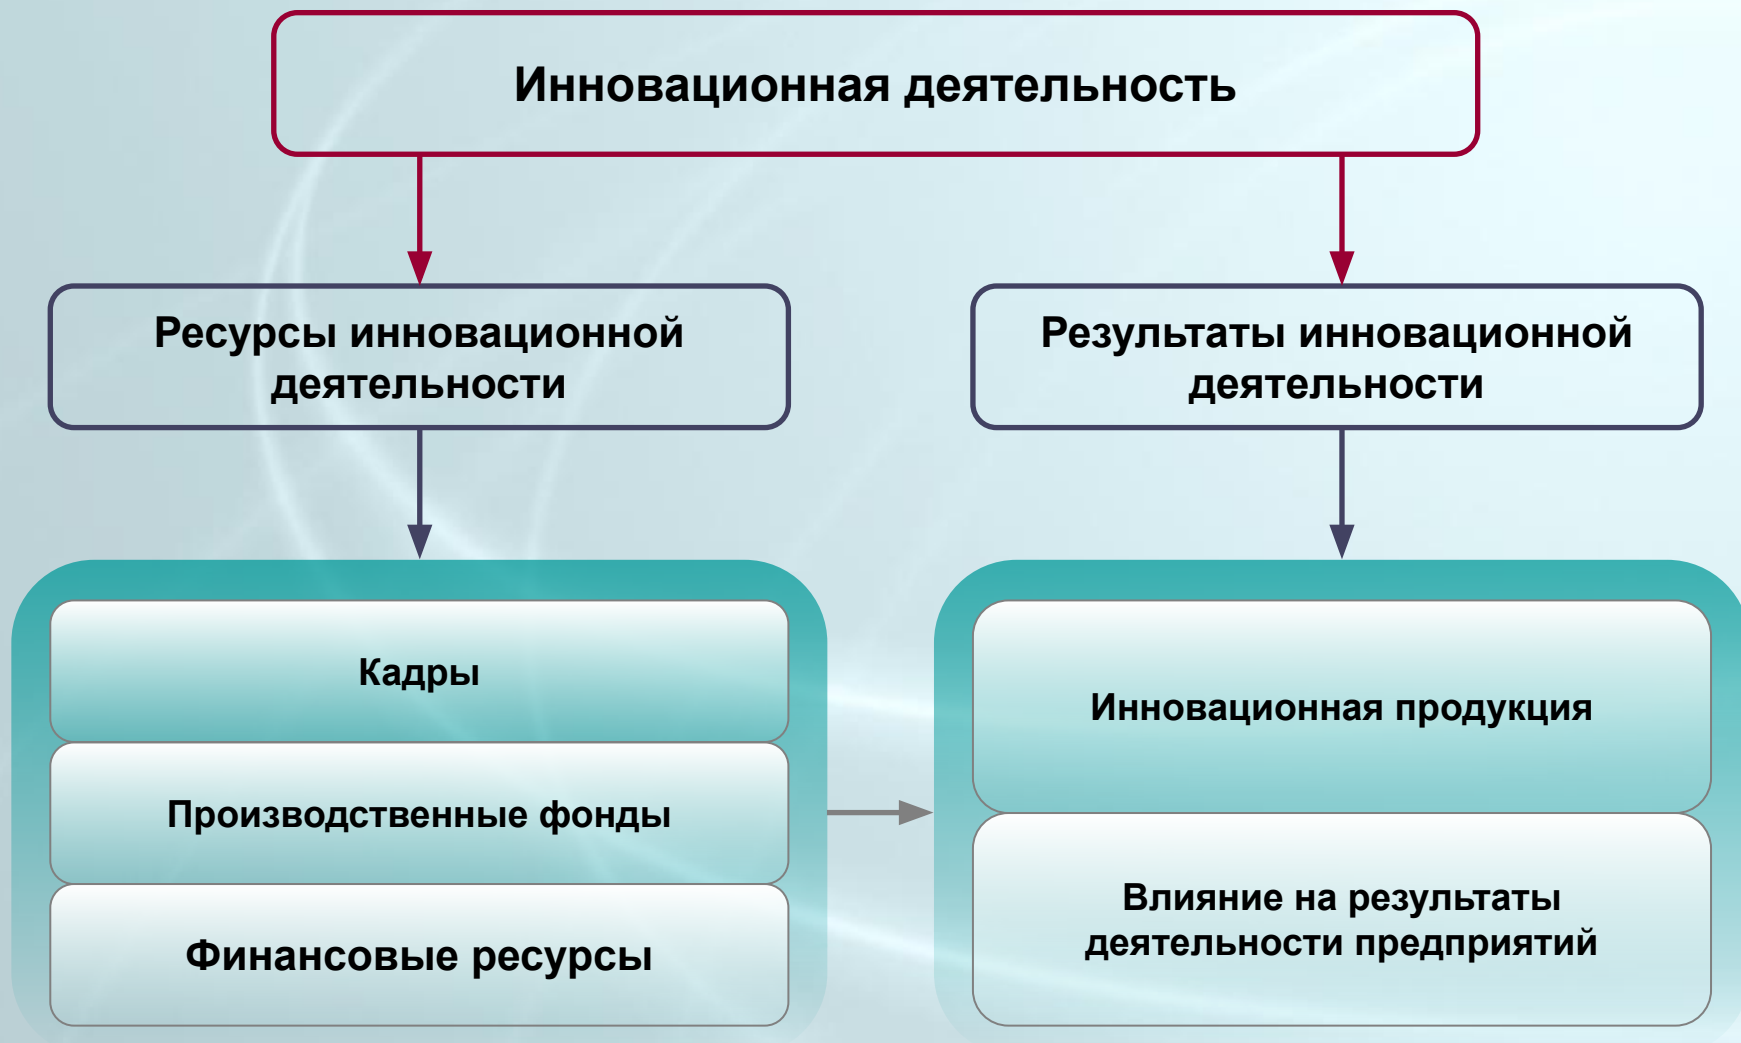 Инновационная деятельность
Ресурсы инновационной
деятельности
Результаты инновационной
деятельности
Кадры
Производственные фонды
Финансовые ресурсы
Инновационная продукция
Влияние на результаты
деятельности предприятий